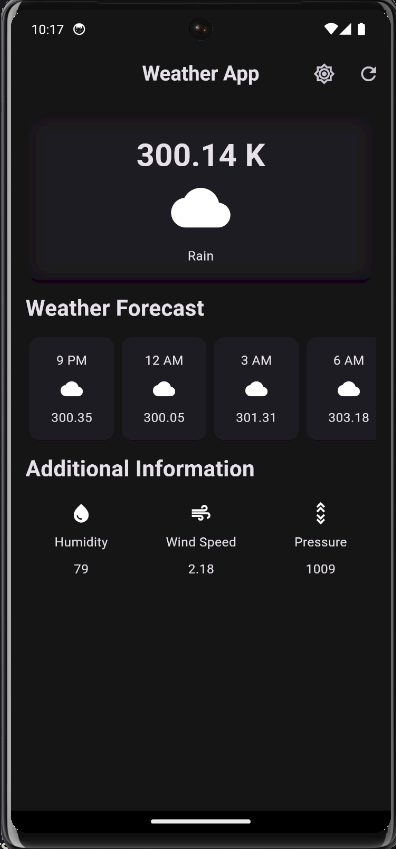 10:17
Weather App
300.14 K
Rain
Weather Forecast
9 PM 12 AM 3 AM 6 AM
300.35 300.05 301.31 303.18
Additional Information
Humidity Wind Speed Pressure
79 2.18 1009